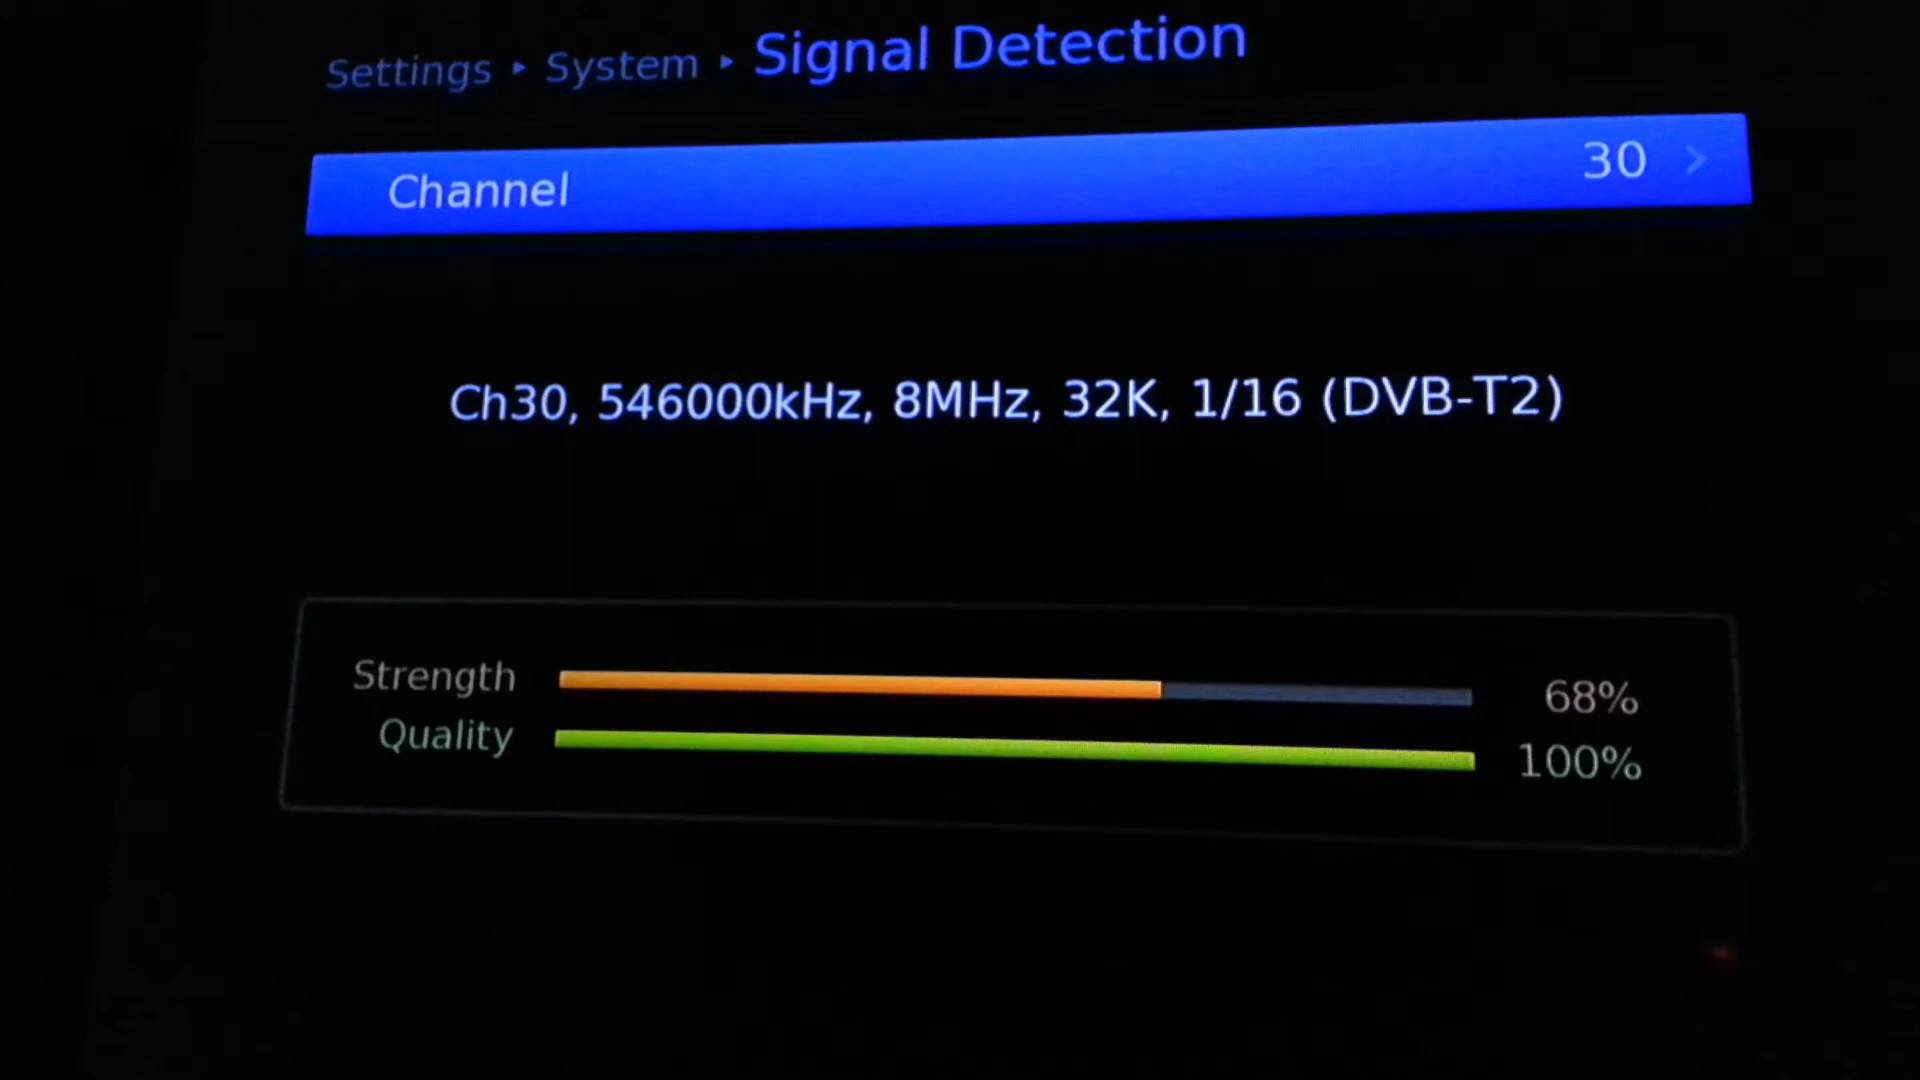 Settings ▸ System ▸ Signal Detection
Channel 30 >
Ch30, 546000kHz, 8MHz, 32K, 1/16 (DVB-T2)
Strength 68%
Quality 100%